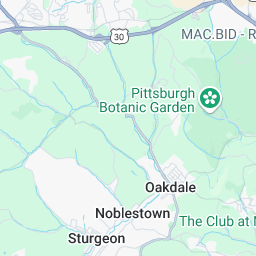 30
MAC.BID - R
Pittsburgh
Botanic Garden
Oakdale
Noblestown
The Club at
Sturgeon